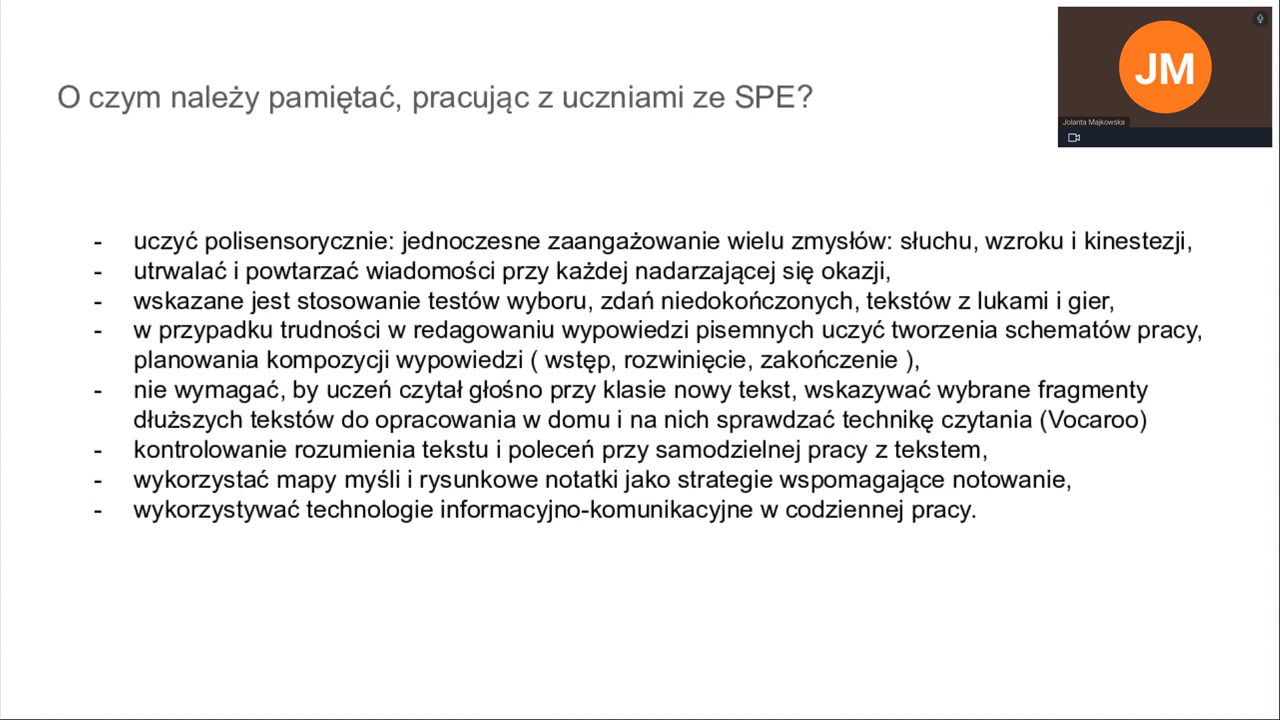 O czym należy pamiętać, pracując z uczniami ze SPE?
JM
Jolanta Majkowska
- uczyć polisensorycznie: jednoczesne zaangażowanie wielu zmysłów: słuchu, wzroku i kinestezji,
- utrwalać i powtarzać wiadomości przy każdej nadarzającej się okazji,
- wskazane jest stosowanie testów wyboru, zdań niedokończonych, tekstów z lukami i gier,
- w przypadku trudności w redagowaniu wypowiedzi pisemnych uczyć tworzenia schematów pracy,
planowania kompozycji wypowiedzi ( wstęp, rozwinięcie, zakończenie ),
- nie wymagać, by uczeń czytał głośno przy klasie nowy tekst, wskazywać wybrane fragmenty
dłuższych tekstów do opracowania w domu i na nich sprawdzać technikę czytania (Vocaroo)
- kontrolowanie rozumienia tekstu i poleceń przy samodzielnej pracy z tekstem,
- wykorzystać mapy myśli i rysunkowe notatki jako strategie wspomagające notowanie,
- wykorzystywać technologie informacyjno-komunikacyjne w codziennej pracy.